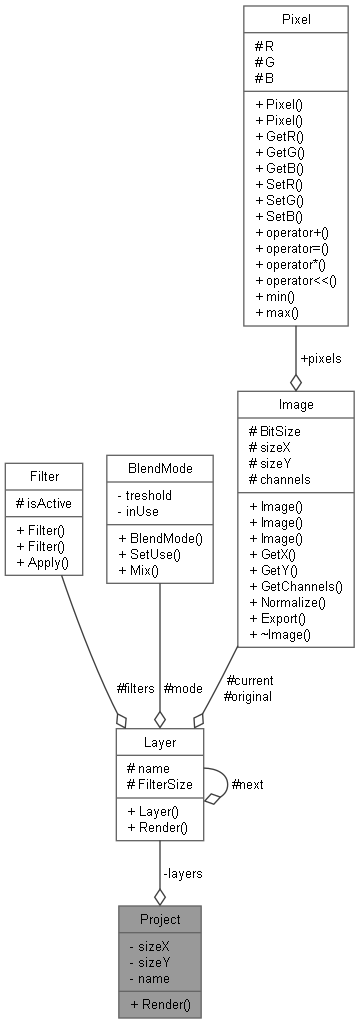 Pixel
# R
# G
# B
+ Pixel()
+ Pixel()
+ GetR()
+ GetG()
+ GetB()
+ SetR()
+ SetG()
+ SetB()
+ operator+()
+ operator=()
+ operator*()
+ operator<<()
+ min()
+ max()
+pixels
Image
# BitSize
# sizeX
# sizeY
# channels
+ Image()
+ Image()
+ Image()
+ GetX()
+ GetY()
+ GetChannels()
+ Normalize()
+ Export()
+ ~Image()
Filter
# isActive
+ Filter()
+ Filter()
+ Apply()
BlendMode
- treshold
- inUse
+ BlendMode()
+ SetUse()
+ Mix()
#filters
#mode
#current
#original
Layer
# name
# FilterSize
+ Layer()
+ Render()
#next
-layers
Project
- sizeX
- sizeY
- name
+ Render()